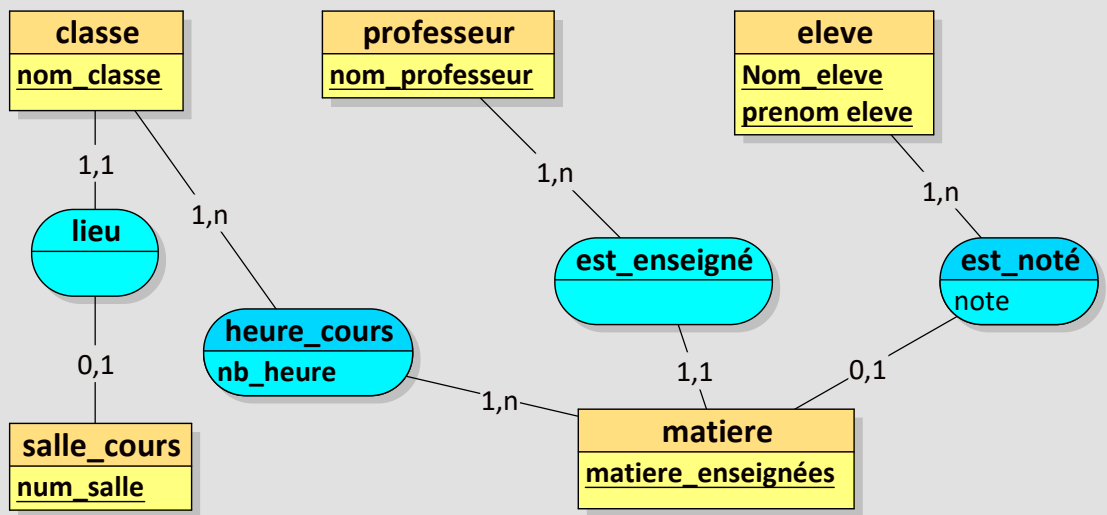 classe
nom_classe
professeur
nom_professeur
eleve
Nom_eleve
prenom eleve
1,1
1,n
1,n
1,n
lieu
est_enseigné
est_noté
note
heure_cours
nb_heure
0,1
1,1
0,1
1,n
salle_cours
num_salle
matiere
matiere_enseignées